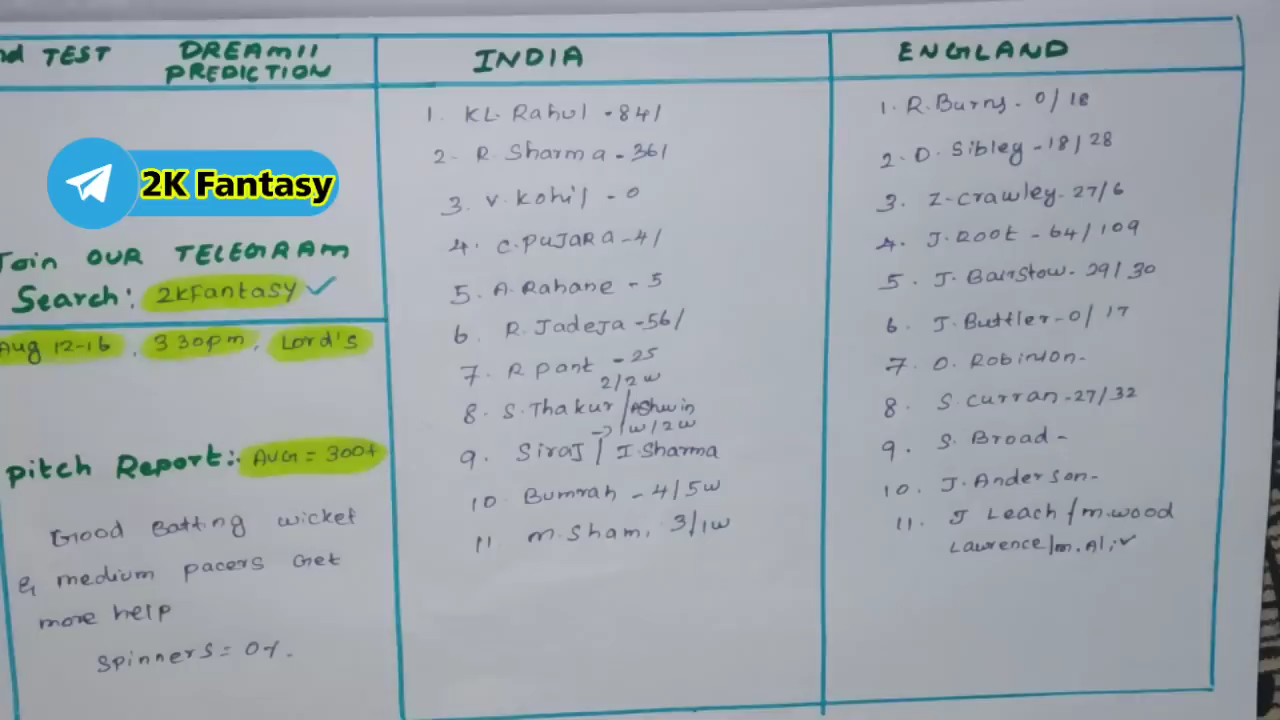 nd TEST DREAM11
PREDICTION
2K Fantasy
Join OUR TELEGRAM
Search: 2kFantasy ✓
Aug 12-16, 330pm, Lord's
Pitch Report:. AVG = 300+
Good Batting wicket
& medium pacers Get
more help
Spinners = 0%.
INDIA
1. KL. Rahul - 84/
2- R. Sharma - 36/
3. V. Kohil - 0
4. C. PUJARA - 4/
5. A. Rahane - 5
6. R. Jadeja - 56/
7. R pant - 25
2/2w
8. S. Thakur / Ashwin
9. Siraj / I. Sharma
→ 1w/2w
10. Bumrah - 4/5w
11. M. Sham, 3/1w
ENGLAND
1. R. Burns - 0/18
2. D. Sibley - 18/28
3. Z. crawley. 27/6
4. J. ROOT - 64/109
5. J. Bairstow - 29/30
6. J. Buttler - 0/17
7. O. Robinson -
8. S. curran - 27/32
9. S. Broad -
10. J. Anderson -
11. J Leach / m. wood
Lawrence / m. Ali ✓